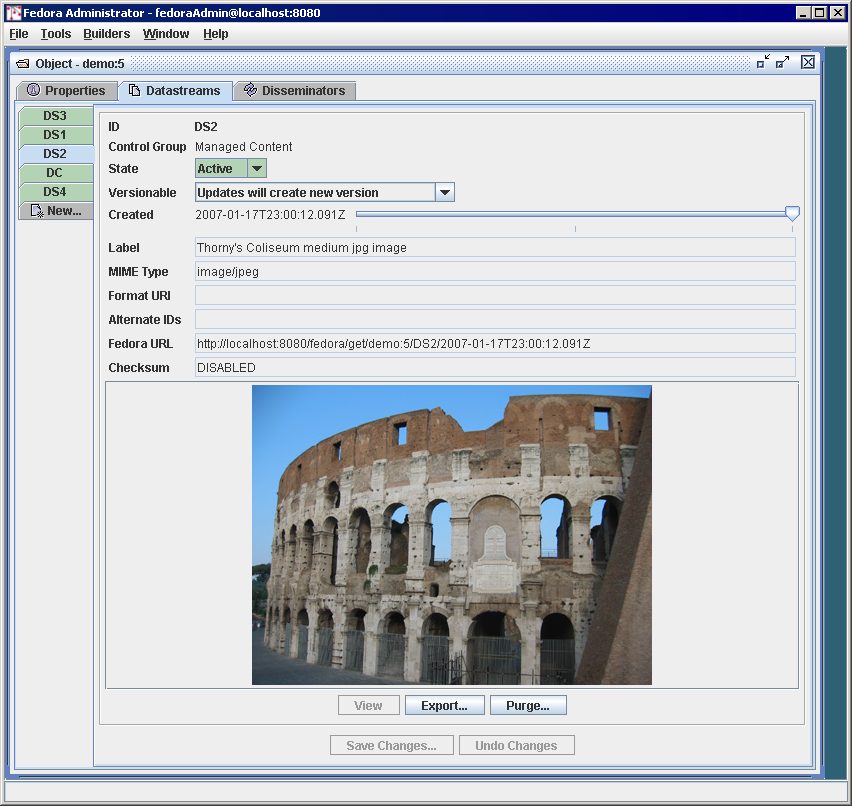 Fedora Administrator - fedoraAdmin@localhost:8080
File Tools Builders Window Help
Object - demo:5
Properties Datastreams Disseminators
DS3
DS1
DS2
DC
DS4
New...
ID DS2
Control Group Managed Content
State Active
Versionable Updates will create new version
Created 2007-01-17T23:00:12.091Z
Label Thorny's Coliseum medium jpg image
MIME Type image/jpeg
Format URI
Alternate IDs
Fedora URL http://localhost:8080/fedora/get/demo:5/DS2/2007-01-17T23:00:12.091Z
Checksum DISABLED
View Export... Purge...
Save Changes... Undo Changes